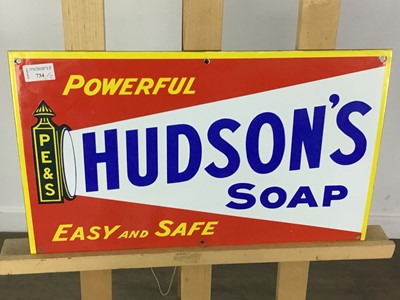 734
POWERFUL
PE&S
HUDSON'S
SOAP
EASY AND SAFE